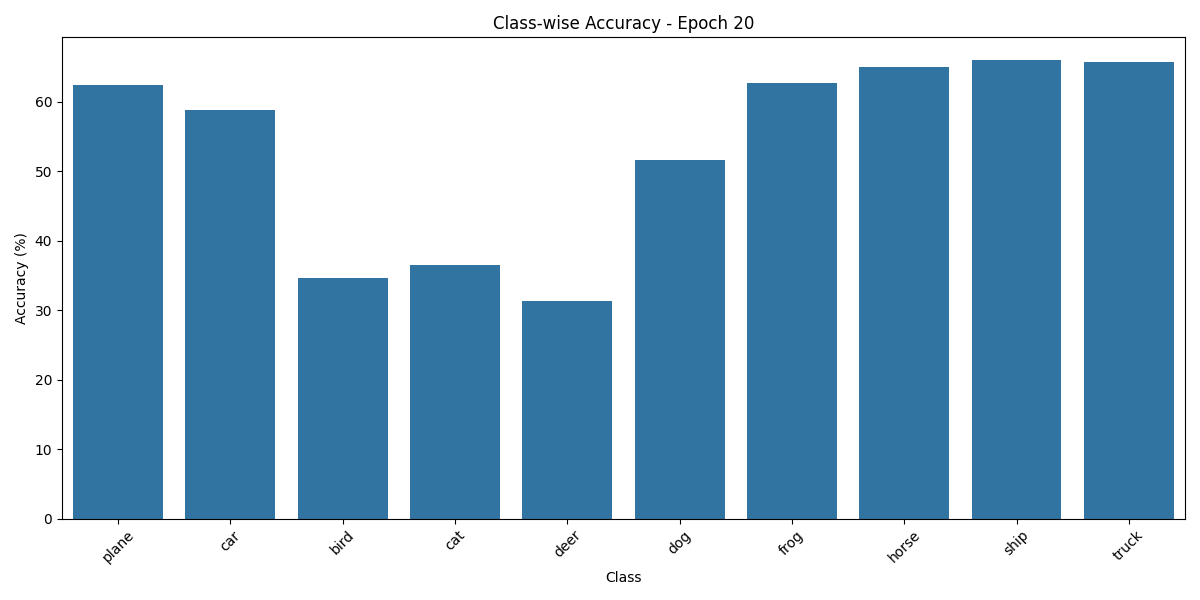 Class-wise Accuracy - Epoch 20
Accuracy (%)
60
50
40
30
20
10
0
plane car bird cat deer dog frog horse ship truck
Class